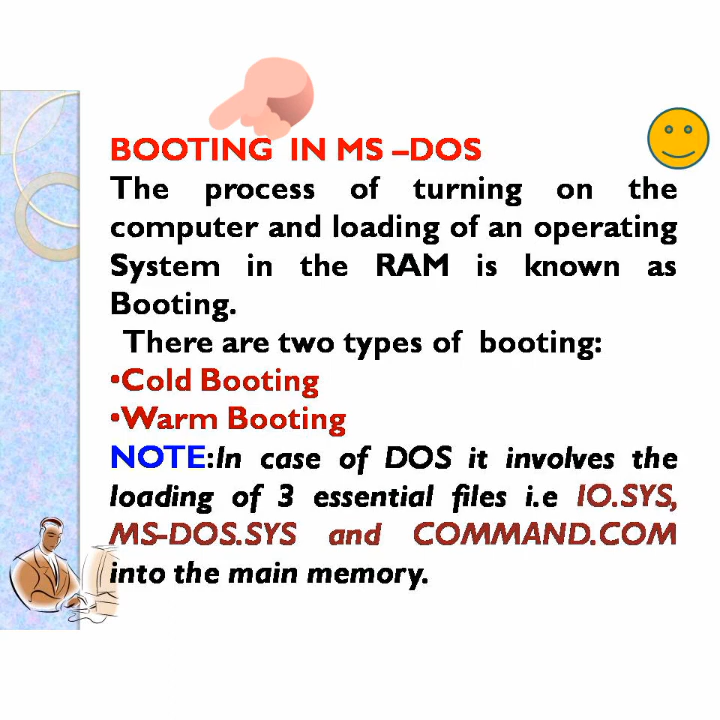 BOOTING IN MS –DOS
The process of turning on the
computer and loading of an operating
System in the RAM is known as
Booting.
There are two types of booting:
•Cold Booting
•Warm Booting
NOTE:In case of DOS it involves the
loading of 3 essential files i.e IO.SYS,
MS-DOS.SYS and COMMAND.COM
into the main memory.